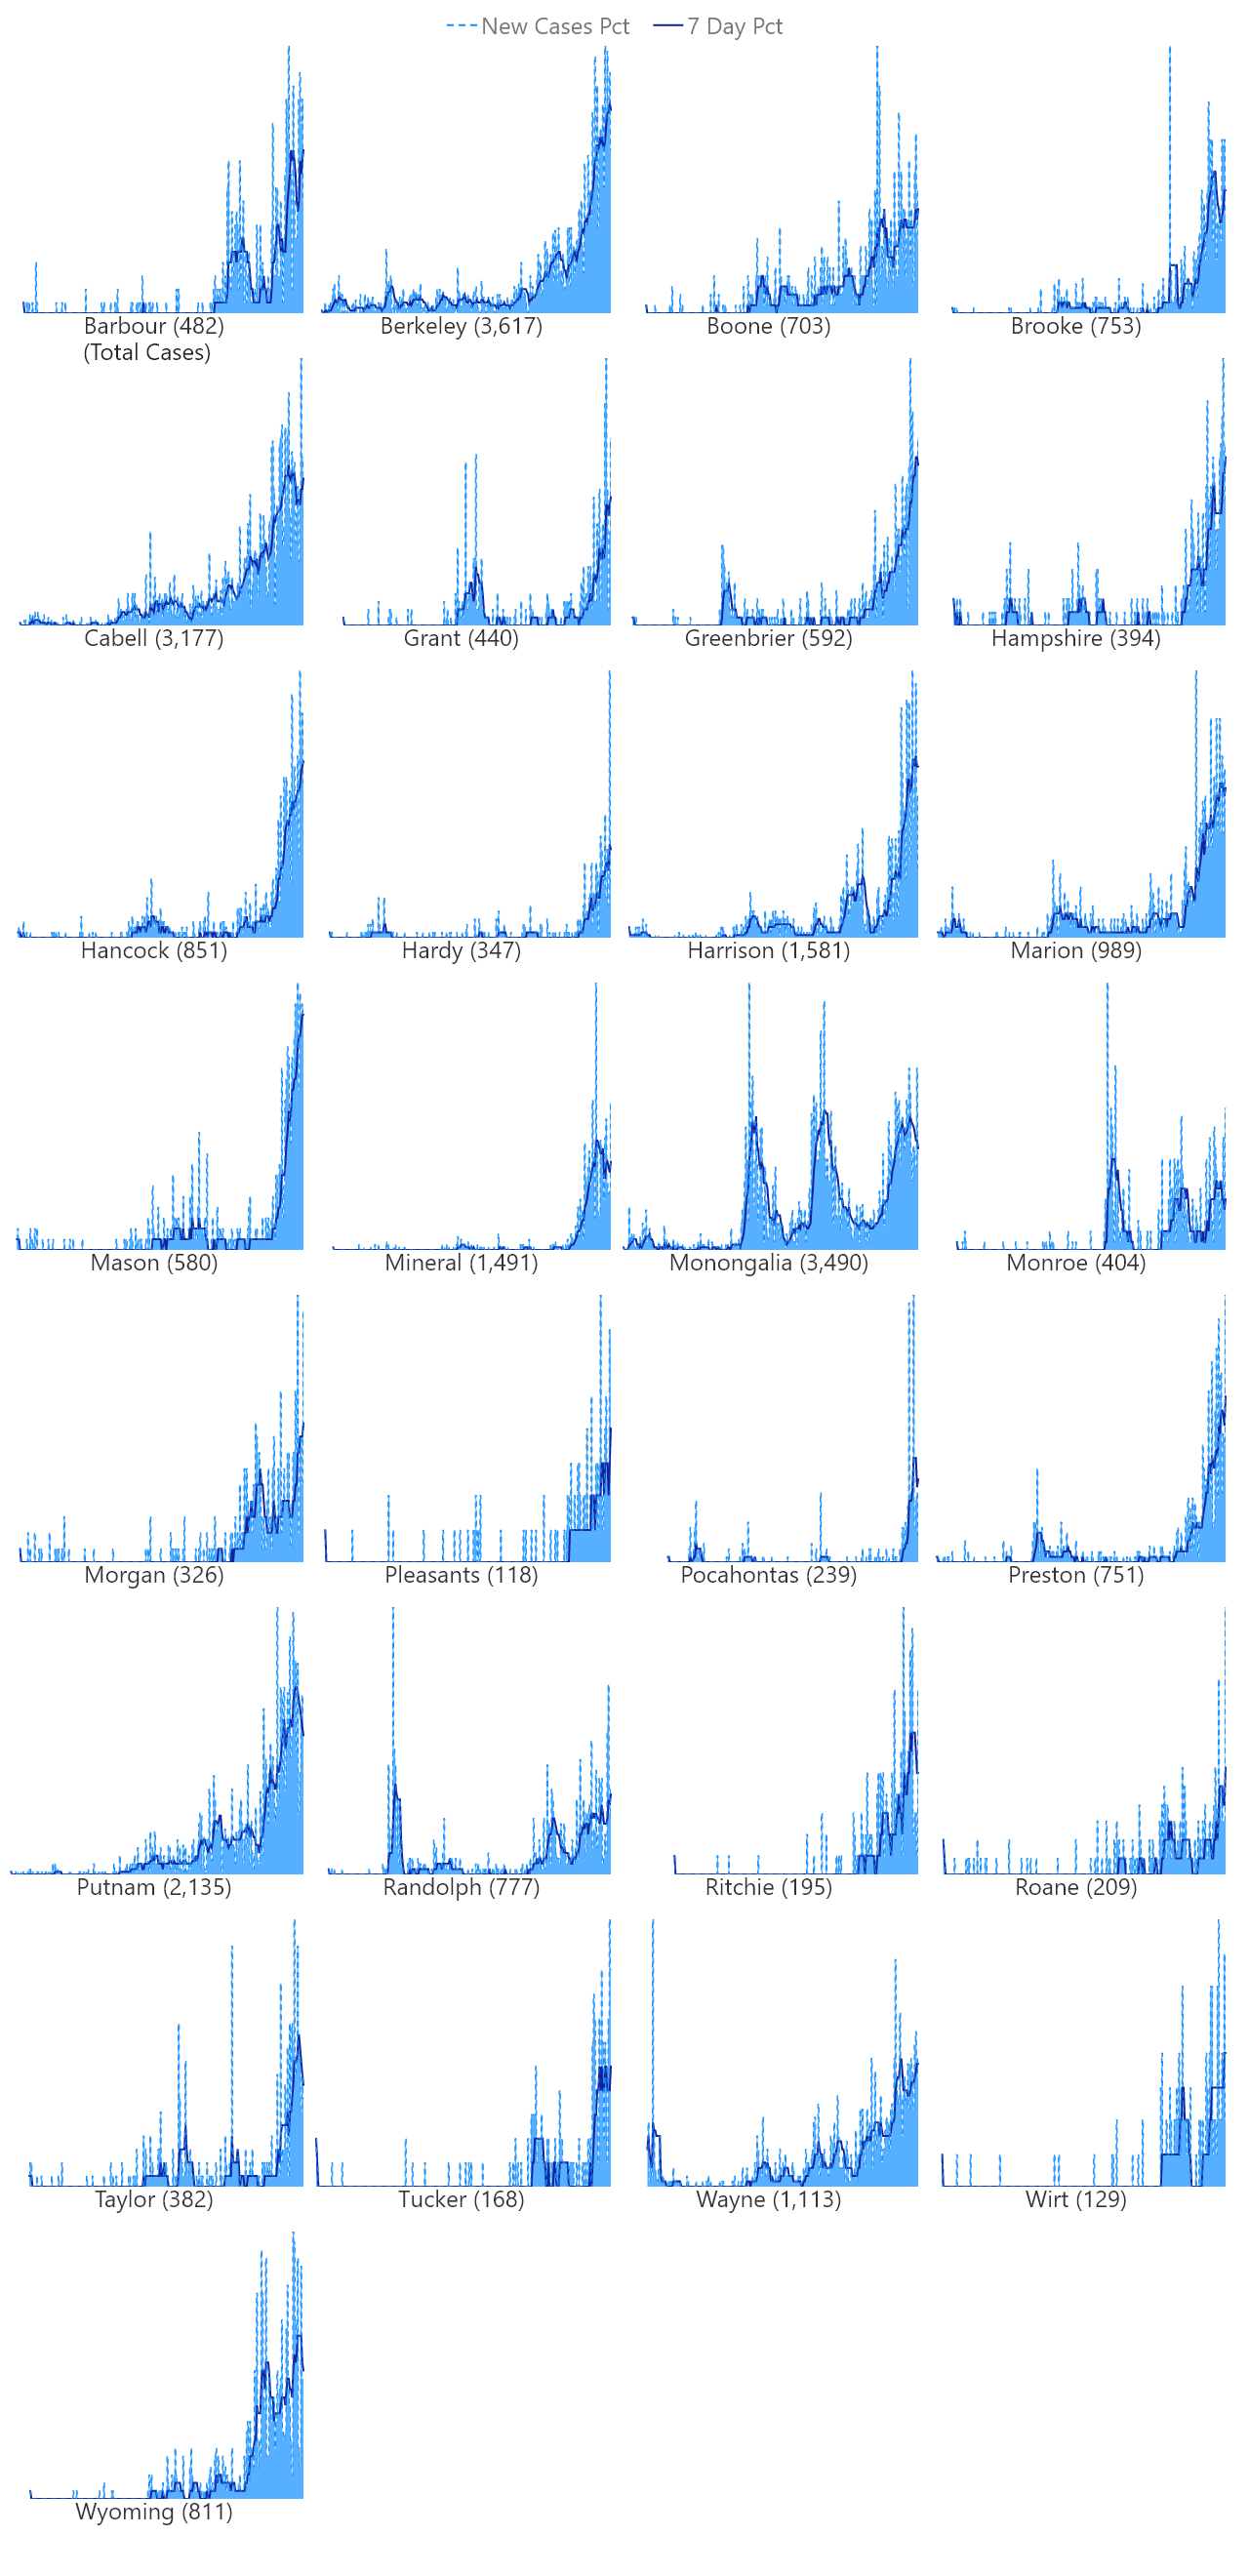 New Cases Pct 7 Day Pct
Barbour (482) Berkeley (3,617) Boone (703) Brooke (753)
(Total Cases)
Cabell (3,177) Grant (440) Greenbrier (592) Hampshire (394)
Hancock (851) Hardy (347) Harrison (1,581) Marion (989)
Mason (580) Mineral (1,491) Monongalia (3,490) Monroe (404)
Morgan (326) Pleasants (118) Pocahontas (239) Preston (751)
Putnam (2,135) Randolph (777) Ritchie (195) Roane (209)
Taylor (382) Tucker (168) Wayne (1,113) Wirt (129)
Wyoming (811)